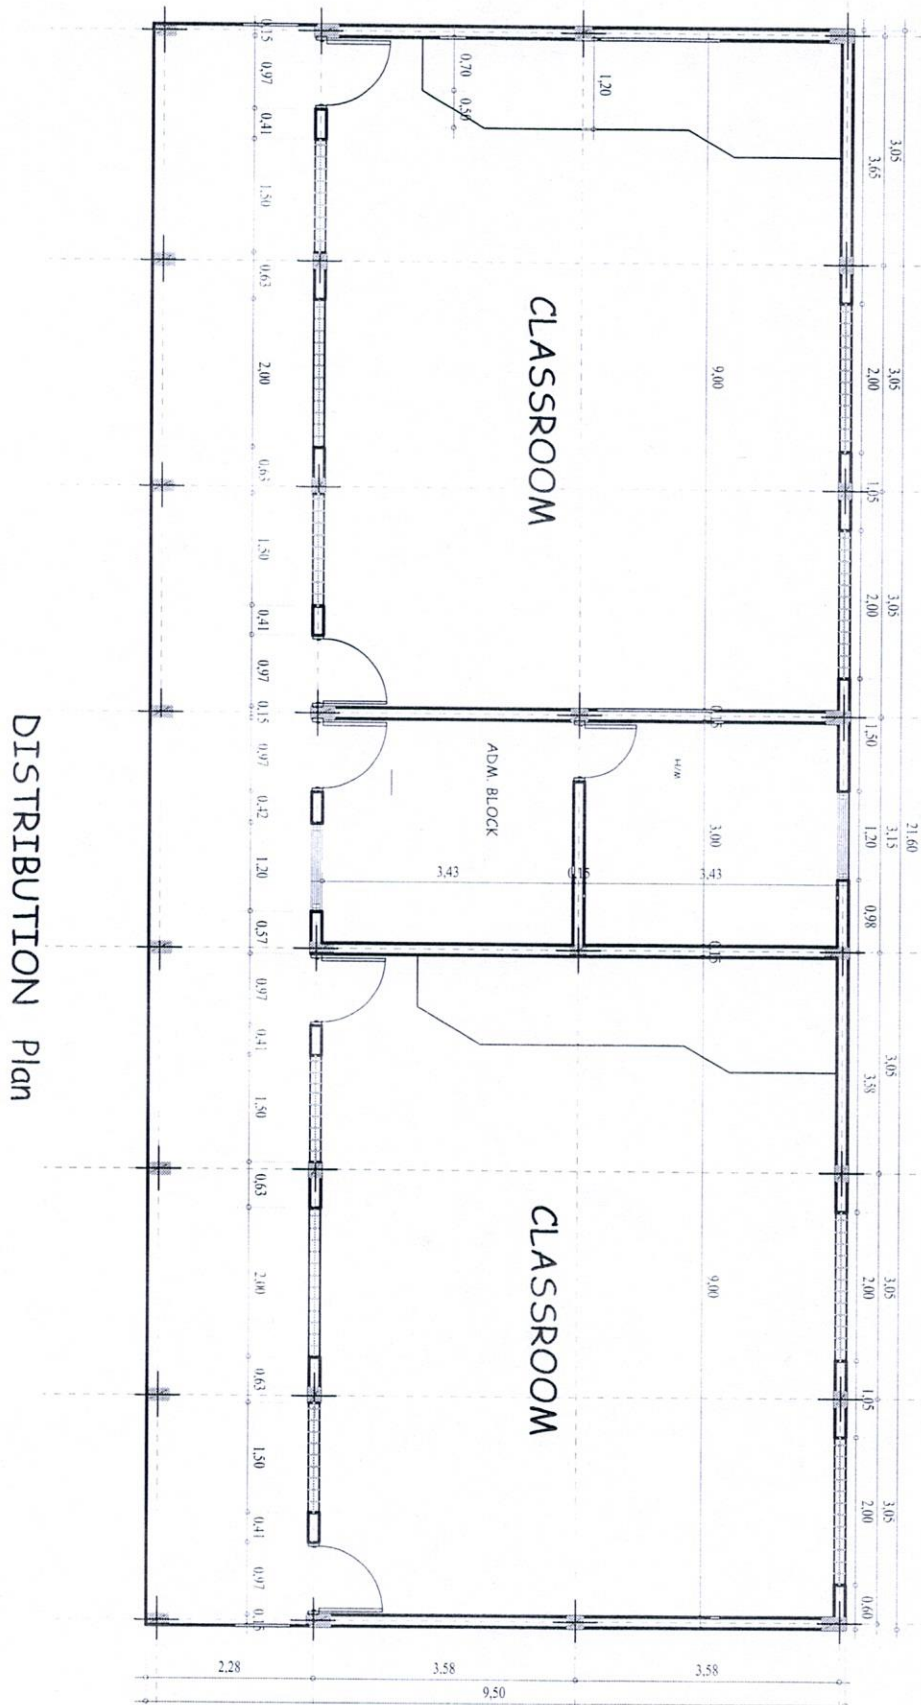 21,60
3,05 3,05 3,05 3,15 3,05 3,05 3,05
3,65 2,00 1,05 2,00 1,50 1,20 0,98 3,58 2,00 1,05 2,00 0,60
9,00 0,15 3,00 3,43 0,15 9,00 3,58
H/M
1,20
0,15
CLASSROOM CLASSROOM
ADM. BLOCK
9,50
0,70 0,50
3,43 3,58
0,15 0,97 0,41 1,50 0,63 2,00 0,63 1,50 0,41 0,97 0,15 0,97 0,42 1,20 0,57 0,97 0,41 1,50 0,63 2,00 0,63 1,50 0,41 0,97 0,15
2,28
DISTRIBUTION Plan